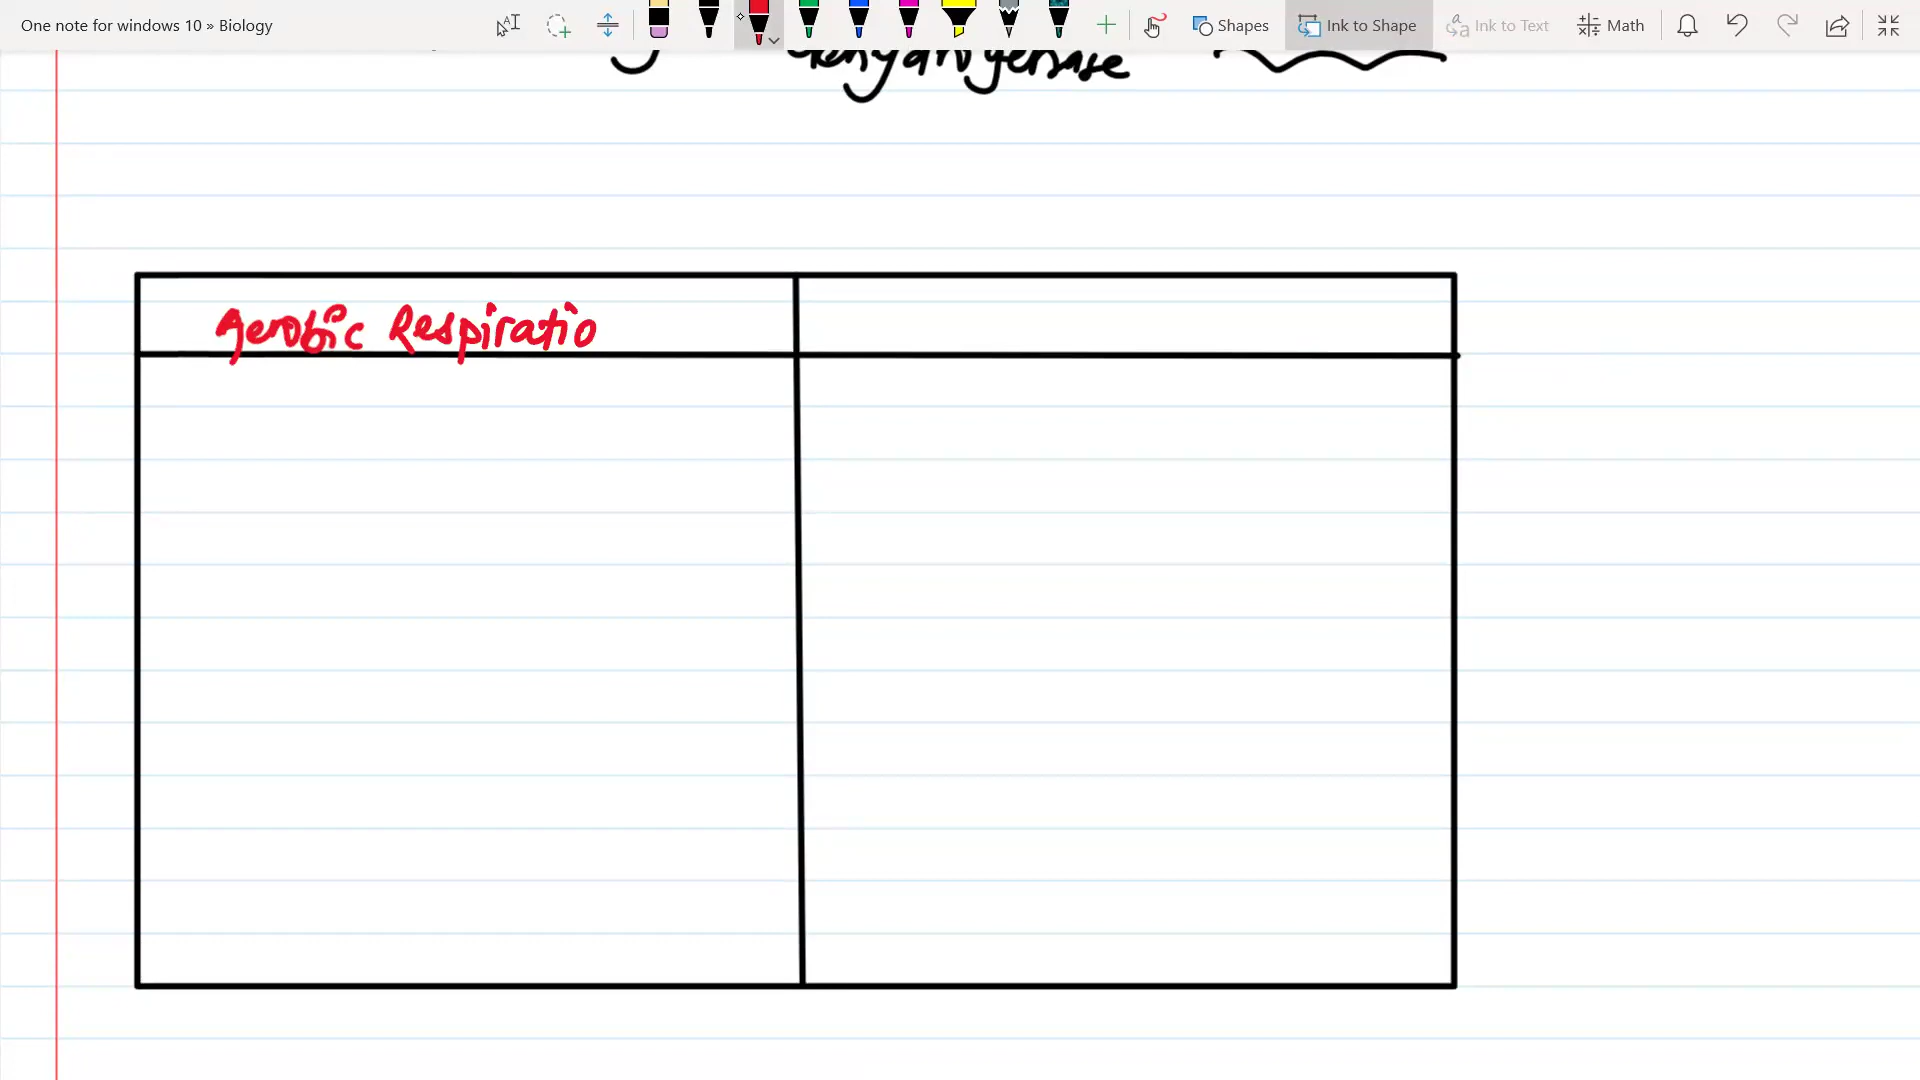 One note for windows 10 » Biology
Shapes
Ink to Shape
Ink to Text
Math
Aerobic Respiratio